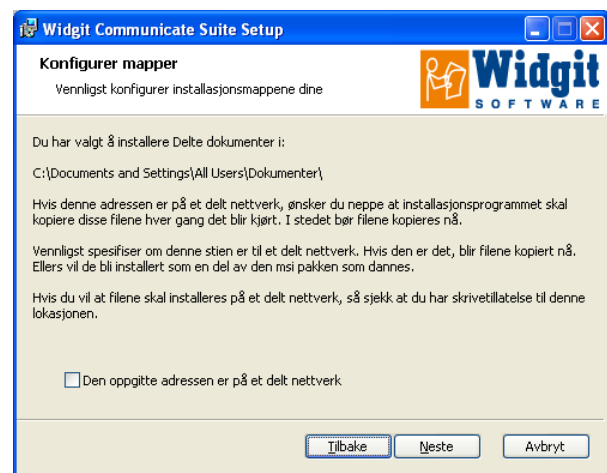 Widgit Communicate Suite Setup
Konfigurer mapper
Vennligst konfigurer installasjonsmappene dine
Widgit
SOFTWARE
Du har valgt å installere Delte dokumenter i:
C:\Documents and Settings\All Users\Dokumenter\
Hvis denne adressen er på et delt nettverk, ønsker du neppe at installasjonsprogrammet skal
kopiere disse filene hver gang det blir kjørt. I stedet bør filene kopieres nå.
Vennligst spesifiser om denne stien er til et delt nettverk. Hvis den er det, blir filene kopiert nå.
Ellers vil de bli installert som en del av den msi pakken som dannes.
Hvis du vil at filene skal installeres på et delt nettverk, så sjekk at du har skrivetillatelse til denne
lokasjonen.
Den oppgitte adressen er på et delt nettverk
Tilbake Neste Avbryt